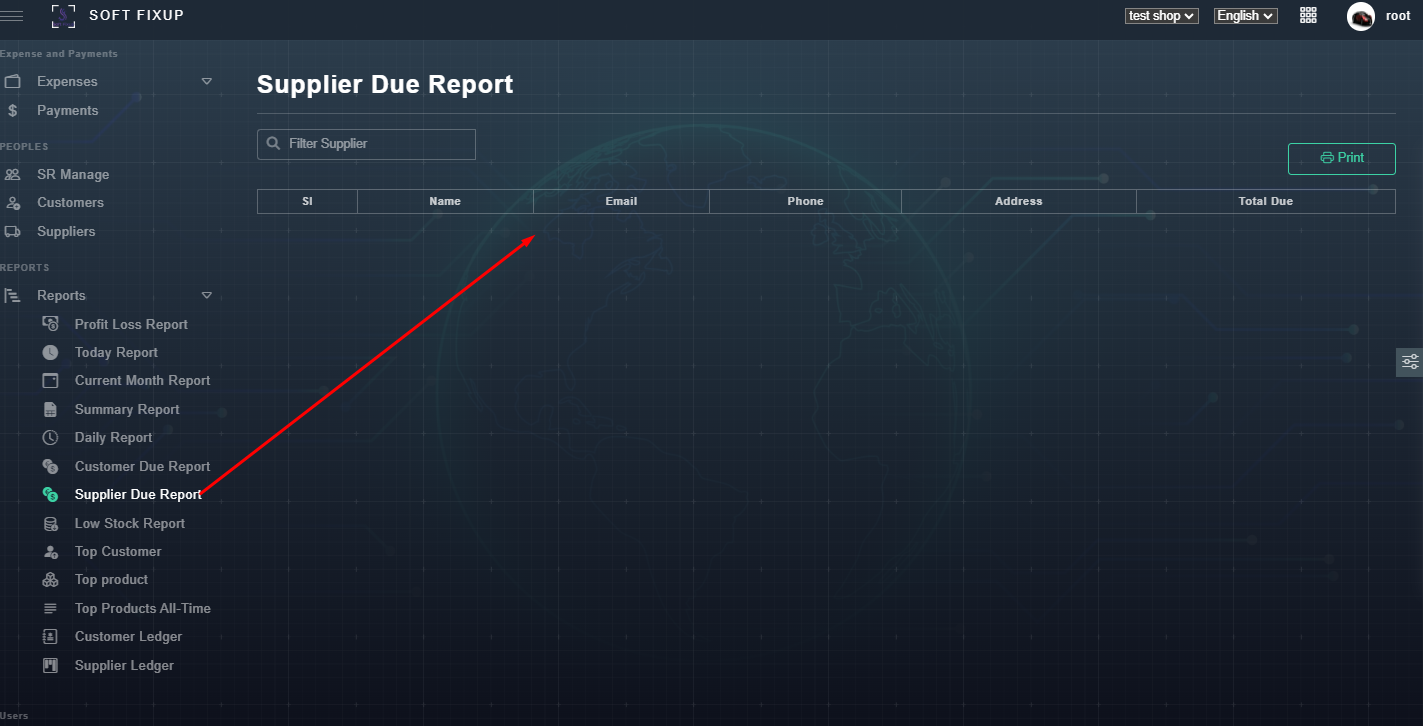 SOFT FIXUP
test shop
English
root
Expense and Payments
Expenses
Payments
PEOPLES
SR Manage
Customers
Suppliers
REPORTS
Reports
Profit Loss Report
Today Report
Current Month Report
Summary Report
Daily Report
Customer Due Report
Supplier Due Report
Low Stock Report
Top Customer
Top product
Top Products All-Time
Customer Ledger
Supplier Ledger
Users
Supplier Due Report
Filter Supplier
Print
Sl Name Email Phone Address Total Due